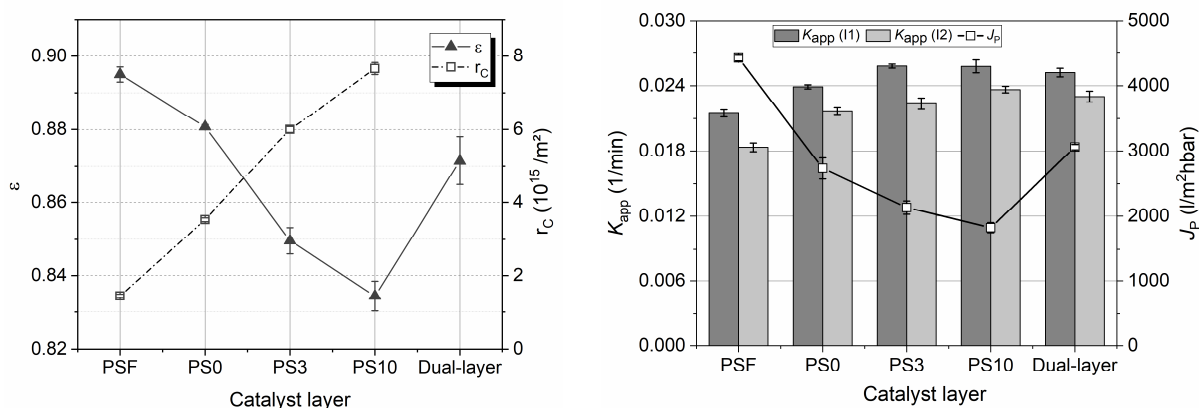 0.90
0.88
0.86
0.84
0.82
ε
8
6
4
2
0
r_C (10^15 /m²)
ε
r_C
PSF PS0 PS3 PS10 Dual-layer
Catalyst layer
0.030
0.024
0.018
0.012
0.006
0.000
K_app (1/min)
K_app (I1) K_app (I2) J_P
5000
4000
3000
2000
1000
0
J_P (l/m²hbar)
PSF PS0 PS3 PS10 Dual-layer
Catalyst layer